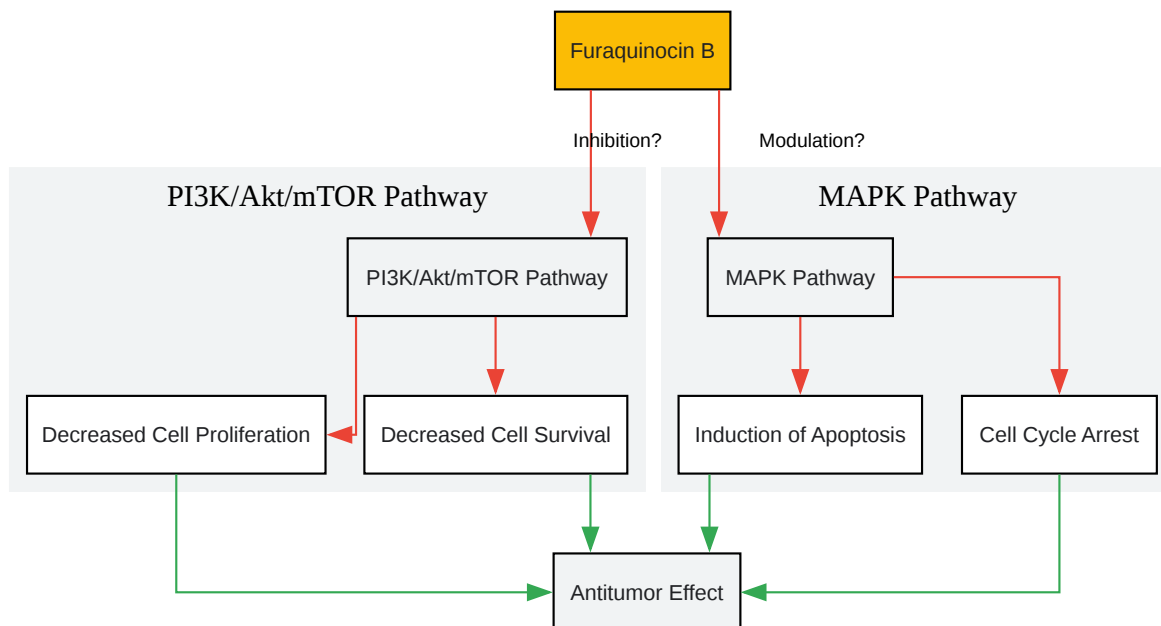 Furaquinocin B
Inhibition?
Modulation?
PI3K/Akt/mTOR Pathway
MAPK Pathway
PI3K/Akt/mTOR Pathway
MAPK Pathway
Decreased Cell Proliferation
Decreased Cell Survival
Induction of Apoptosis
Cell Cycle Arrest
Antitumor Effect